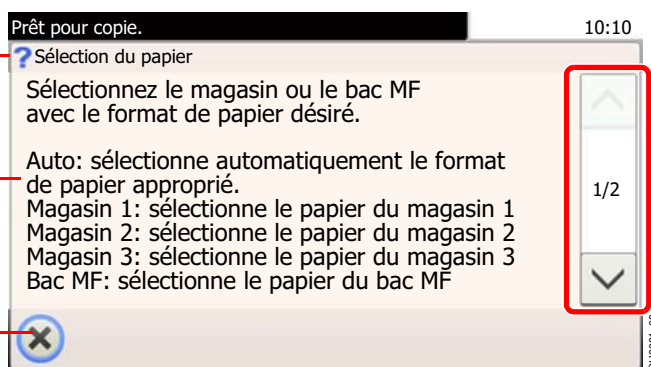 Prêt pour copie. 10:10
? Sélection du papier
Sélectionnez le magasin ou le bac MF
avec le format de papier désiré.
Auto: sélectionne automatiquement le format
de papier approprié.
Magasin 1: sélectionne le papier du magasin 1
Magasin 2: sélectionne le papier du magasin 2
Magasin 3: sélectionne le papier du magasin 3
Bac MF: sélectionne le papier du bac MF
1/2